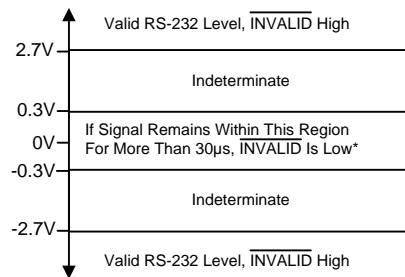 Valid RS-232 Level, INVALID High
2.7V
Indeterminate
0.3V
If Signal Remains Within This Region
0V
For More Than 30µs, INVALID Is Low*
-0.3V
Indeterminate
-2.7V
Valid RS-232 Level, INVALID High